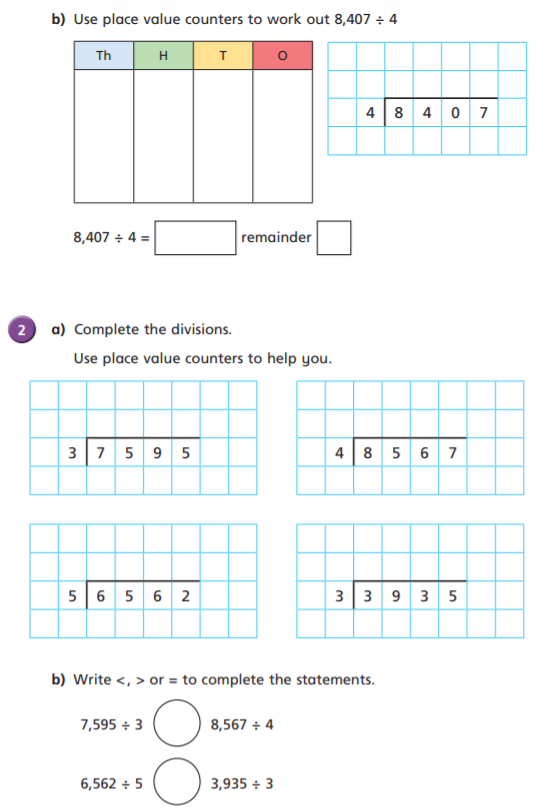 b) Use place value counters to work out 8,407 ÷ 4
Th H T O
4 8 4 0 7
8,407 ÷ 4 = remainder
2 a) Complete the divisions.
Use place value counters to help you.
3 7 5 9 5
4 8 5 6 7
5 6 5 6 2
3 3 9 3 5
b) Write <, > or = to complete the statements.
7,595 ÷ 3 8,567 ÷ 4
6,562 ÷ 5 3,935 ÷ 3